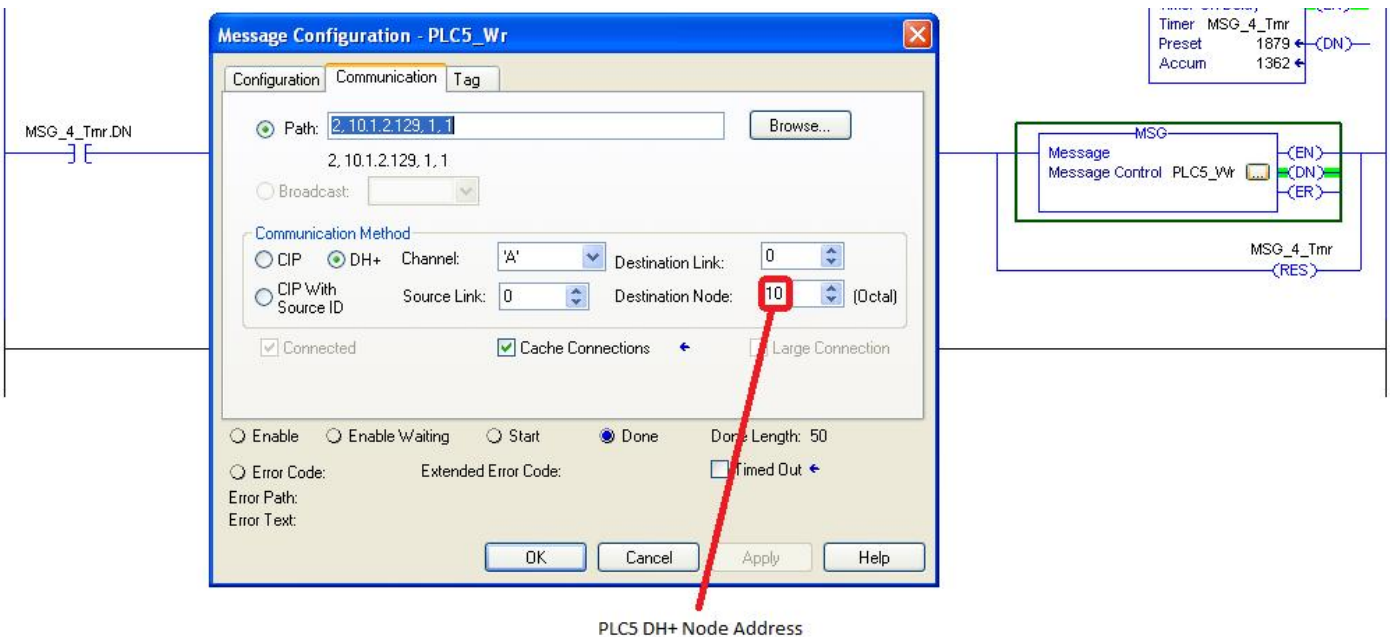 Message Configuration - PLC5_Wr
Configuration Communication Tag
Path: 2, 10.1.2.129, 1, 1 Browse...
2, 10.1.2.129, 1, 1
Broadcast:
Communication Method
CIP DH+ Channel: 'A' Destination Link: 0
CIP With
Source ID Source Link: 0 Destination Node: 10 (Octal)
Connected Cache Connections Large Connection
Enable Enable Waiting Start Done Done Length: 50
Error Code: Extended Error Code: Timed Out
Error Path:
Error Text:
OK Cancel Apply Help
MSG_4_Tmr.DN
Timer MSG_4_Tmr
Preset 1879 (DN)
Accum 1362
MSG
Message (EN)
Message Control PLC5_Wr ... (DN)
(ER)
MSG_4_Tmr
(RES)
PLC5 DH+ Node Address